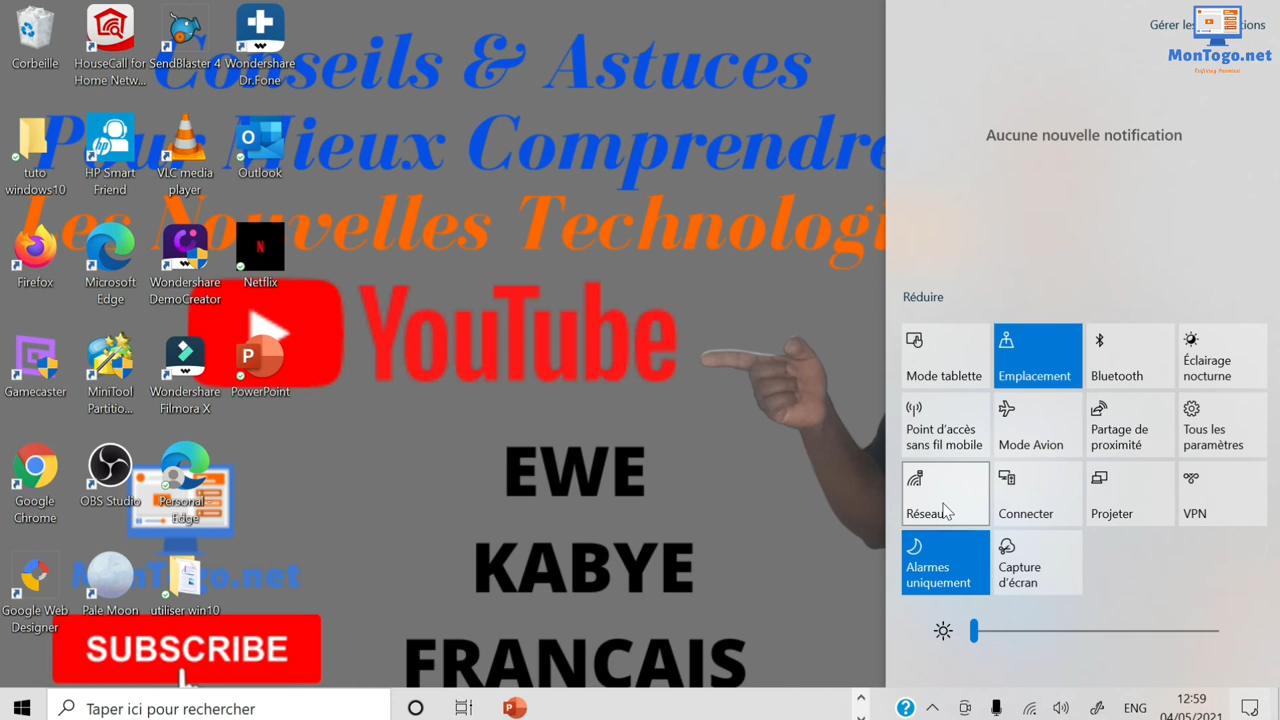 Corbeille
HouseCall for
Home Netw...
SendBlaster 4
Wondershare
Dr.Fone
tuto
windows10
HP Smart
Friend
VLC media
player
Outlook
Firefox
Microsoft
Edge
Wondershare
DemoCreator
Netflix
Gamecaster
MiniTool
Partitio...
Wondershare
Filmora X
PowerPoint
Google
Chrome
OBS Studio
Personal
Edge
Google Web
Designer
Pale Moon
utiliser win10
Conseils & Astuces
Pour Mieux Comprendre
Les Nouvelles Technologi
YouTube
EWE
KABYE
FRANCAIS
SUBSCRIBE
Gérer les
MonTogo.net
Aucune nouvelle notification
Réduire
Mode tablette
Emplacement
Bluetooth
Éclairage
nocturne
Point d'accès
sans fil mobile
Mode Avion
Partage de
proximité
Tous les
paramètres
Réseau
Connecter
Projeter
VPN
Alarmes
uniquement
Capture
d'écran
Taper ici pour rechercher
ENG
12:59
04/05/2021